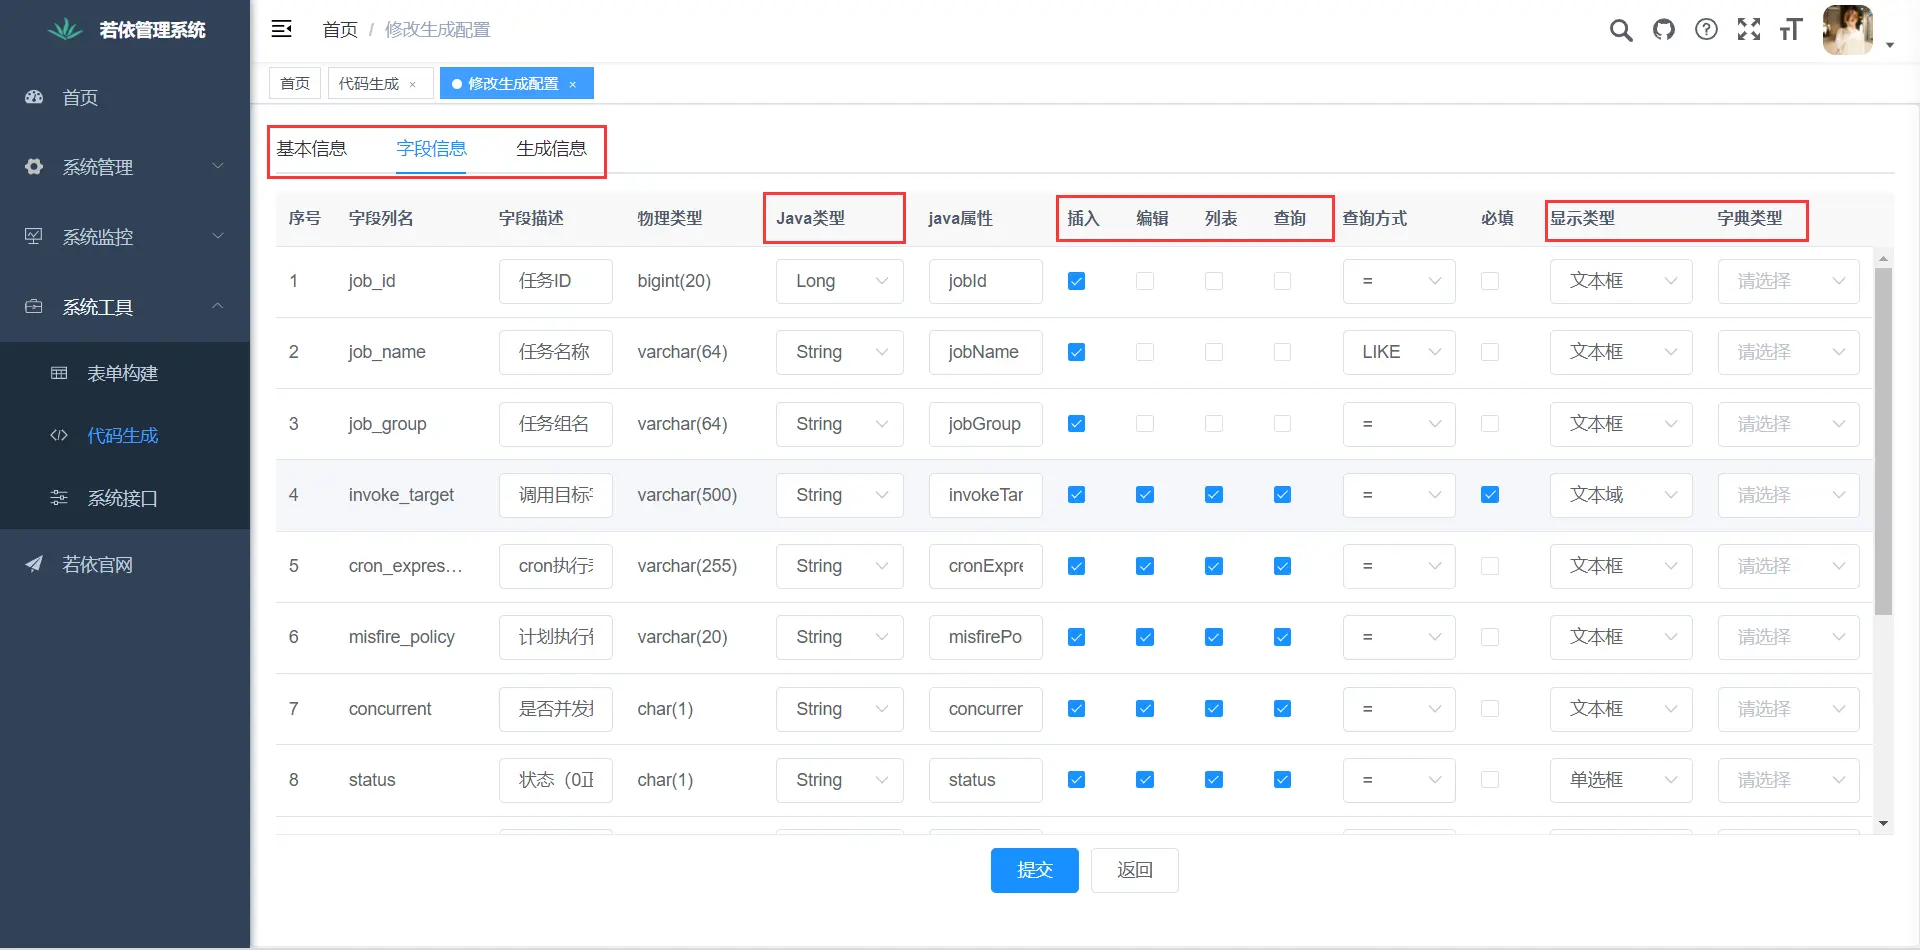 若依管理系统
首页 / 修改生成配置
首页
代码生成 ×
修改生成配置 ×
首页
系统管理
系统监控
系统工具
表单构建
代码生成
系统接口
若依官网
基本信息 字段信息 生成信息
序号 字段列名 字段描述 物理类型 Java类型 java属性 插入 编辑 列表 查询 查询方式 必填 显示类型 字典类型
1 job_id 任务ID bigint(20) Long jobId = 文本框 请选择
2 job_name 任务名称 varchar(64) String jobName LIKE 文本框 请选择
3 job_group 任务组名 varchar(64) String jobGroup = 文本框 请选择
4 invoke_target 调用目标 varchar(500) String invokeTar = 文本域 请选择
5 cron_expres... cron执行 varchar(255) String cronExpre = 文本框 请选择
6 misfire_policy 计划执行 varchar(20) String misfirePo = 文本框 请选择
7 concurrent 是否并发 char(1) String concurrer = 文本框 请选择
8 status 状态（0正 char(1) String status = 单选框 请选择
提交 返回